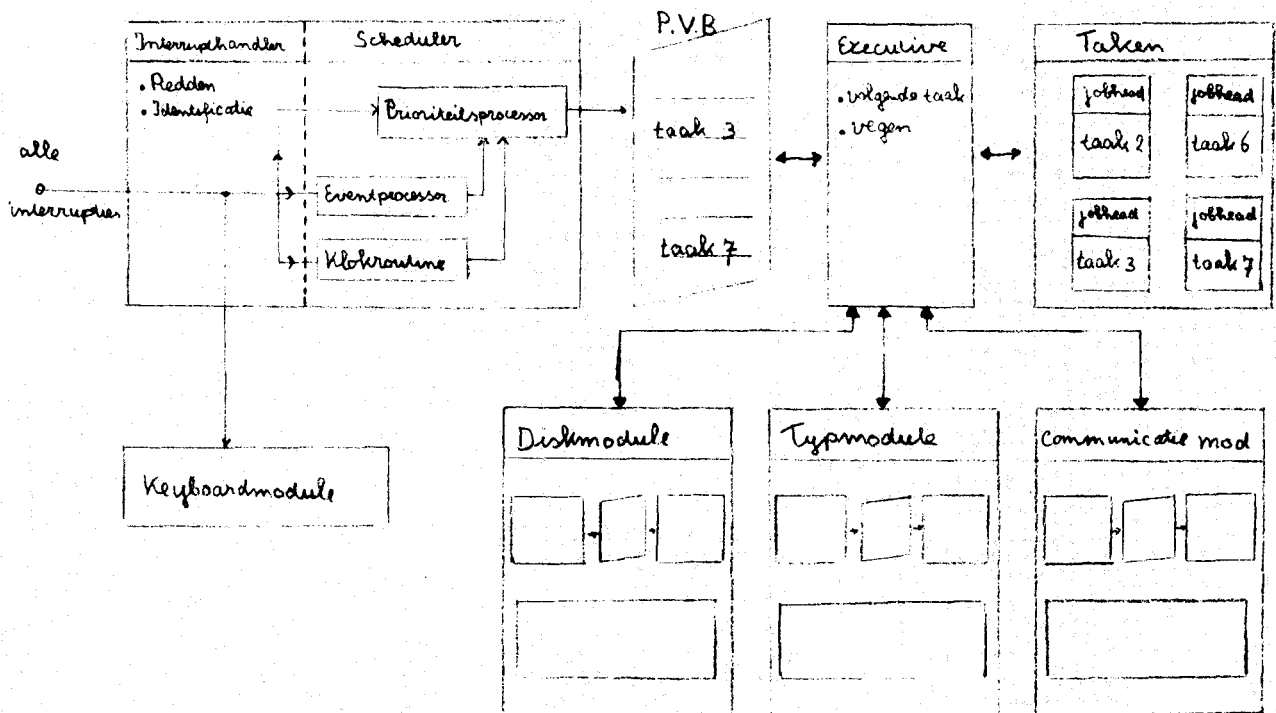 Interrupthandler
• Redden
• Identificatie
Scheduler
Prioriteitsprocessor
Eventprocessor
Klokroutine
alle
interrupties
P.V.B
taak 3
taak 7
Executive
• volgende taak
• vegen
Taken
jobhead
taak 2
jobhead
taak 6
jobhead
taak 3
jobhead
taak 7
Keyboardmodule
Diskmodule
Typmodule
Communicatie mod